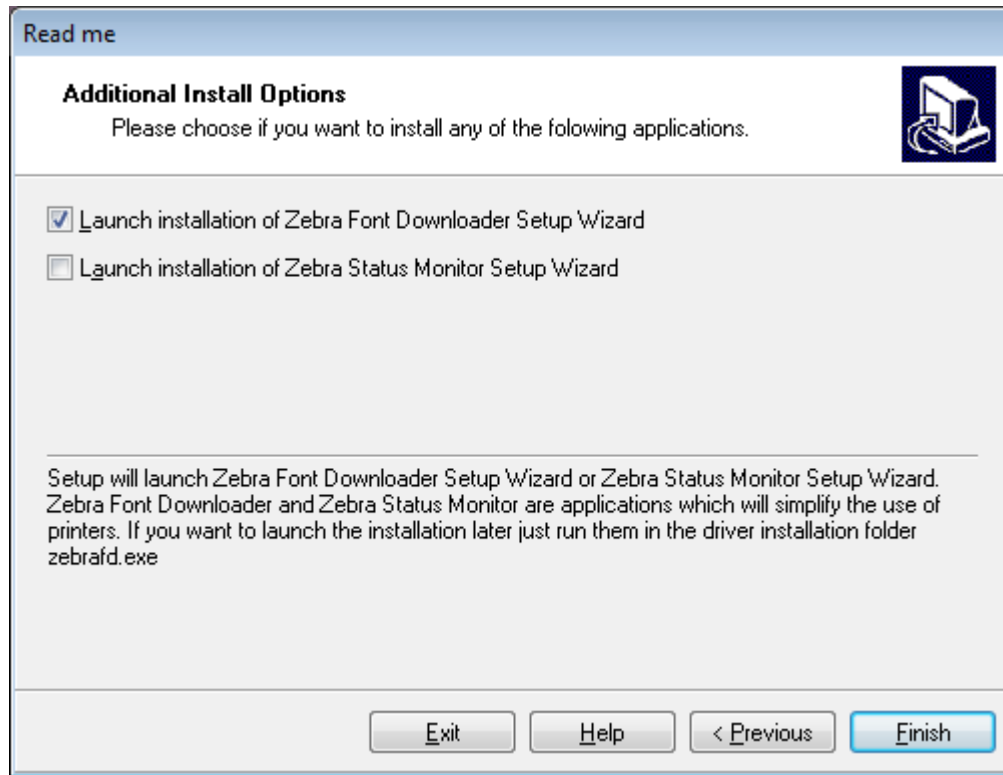 Read me
Additional Install Options
Please choose if you want to install any of the folowing applications.
Launch installation of Zebra Font Downloader Setup Wizard
Launch installation of Zebra Status Monitor Setup Wizard
Setup will launch Zebra Font Downloader Setup Wizard or Zebra Status Monitor Setup Wizard.
Zebra Font Downloader and Zebra Status Monitor are applications which will simplify the use of
printers. If you want to launch the installation later just run them in the driver installation folder
zebrafd.exe
Exit Help < Previous Finish